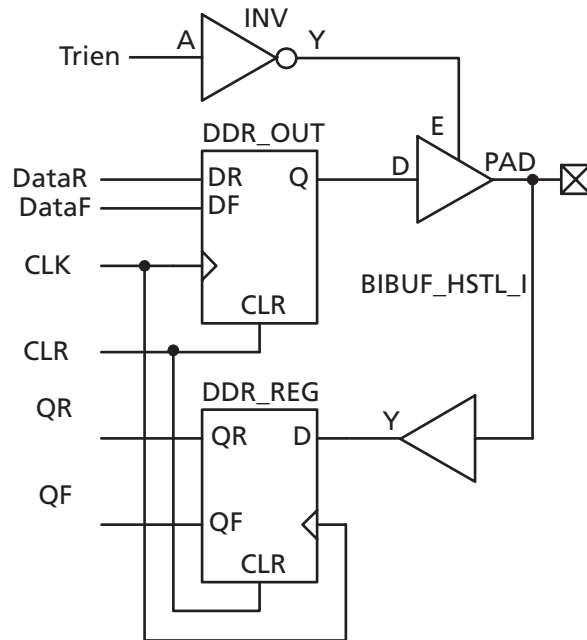 INV
Trien
A
Y
DDR_OUT
E
D
PAD
DataR
DR
Q
DataF
DF
CLK
BIBUF_HSTL_I
CLR
CLR
DDR_REG
QR
QR
D
Y
QF
QF
CLR